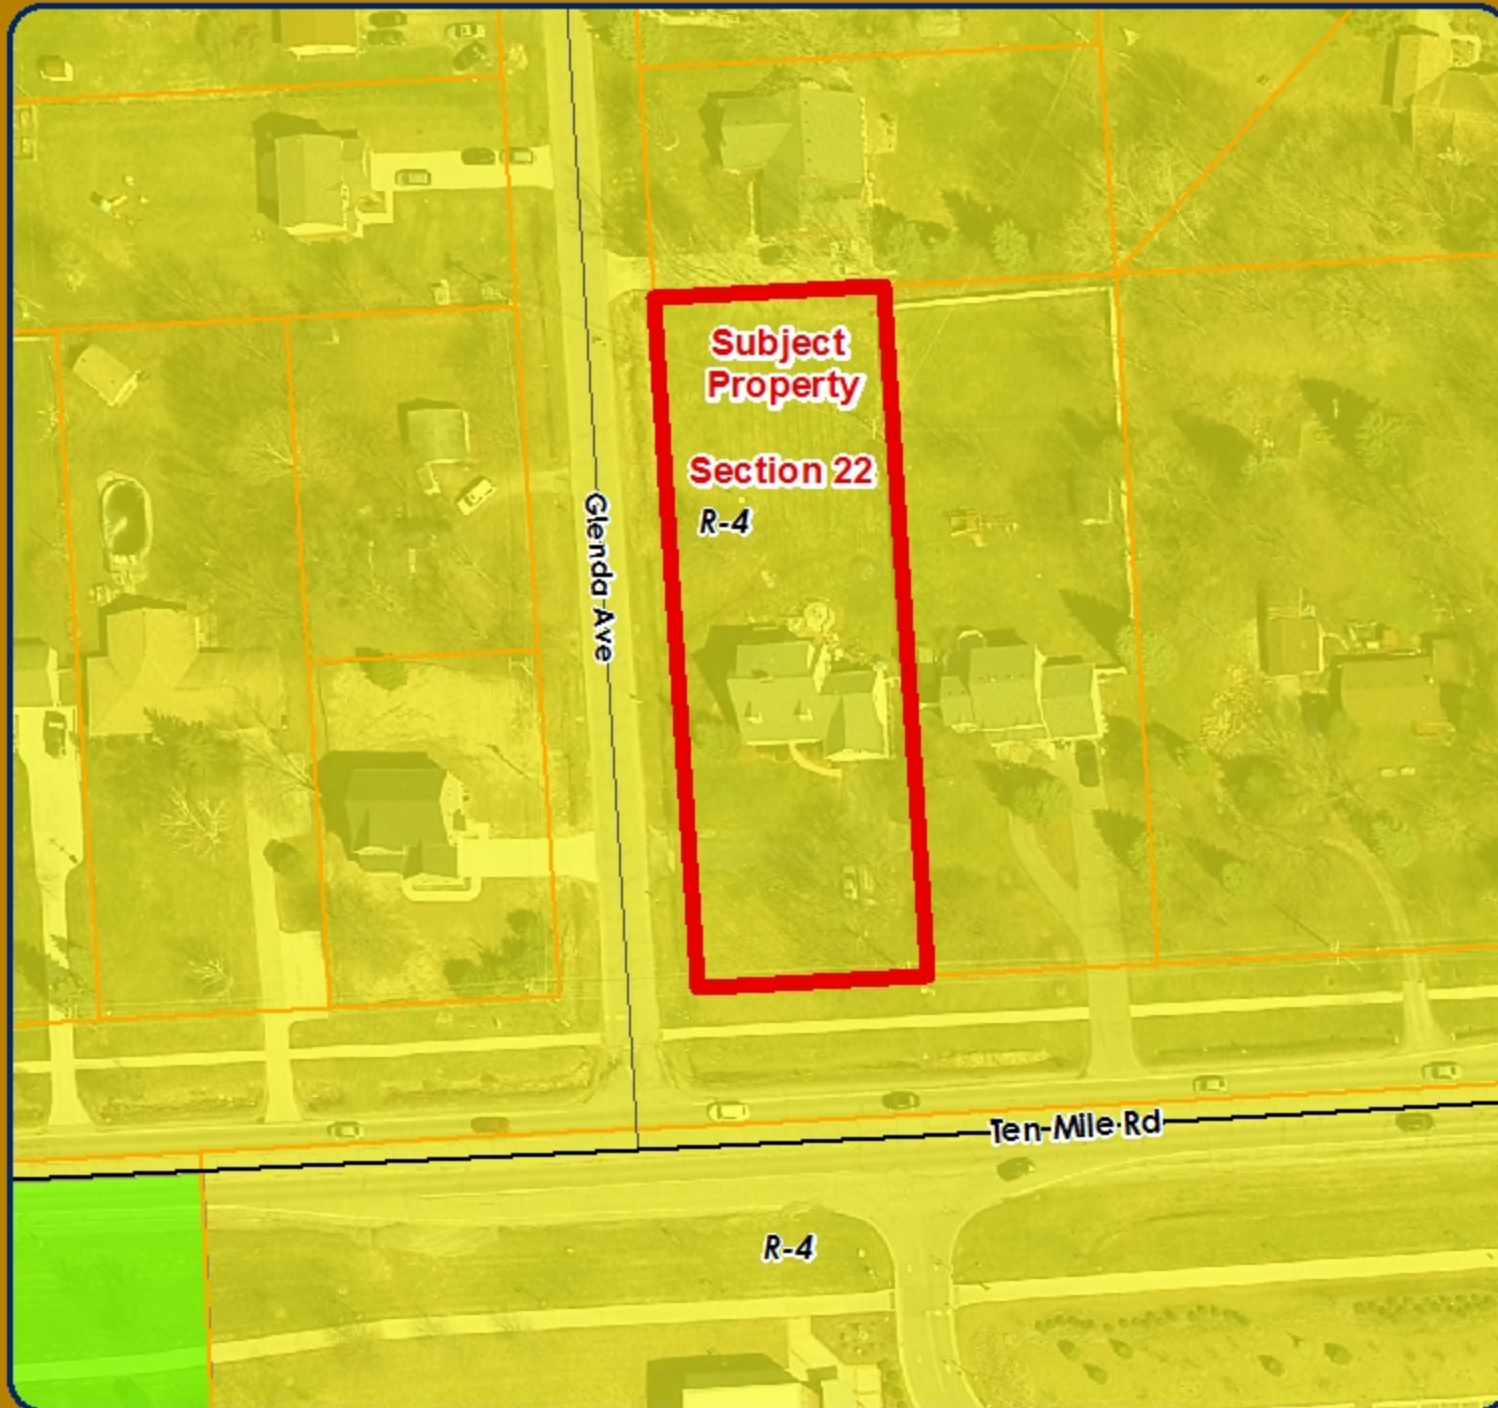 Subject
Property
Section 22
R-4
Glenda Ave
Ten Mile Rd
R-4